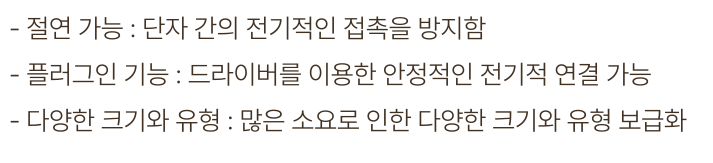 - 절연 가능 : 단자 간의 전기적인 접촉을 방지함
- 플러그인 기능 : 드라이버를 이용한 안정적인 전기적 연결 가능
- 다양한 크기와 유형 : 많은 소요로 인한 다양한 크기와 유형 보급화